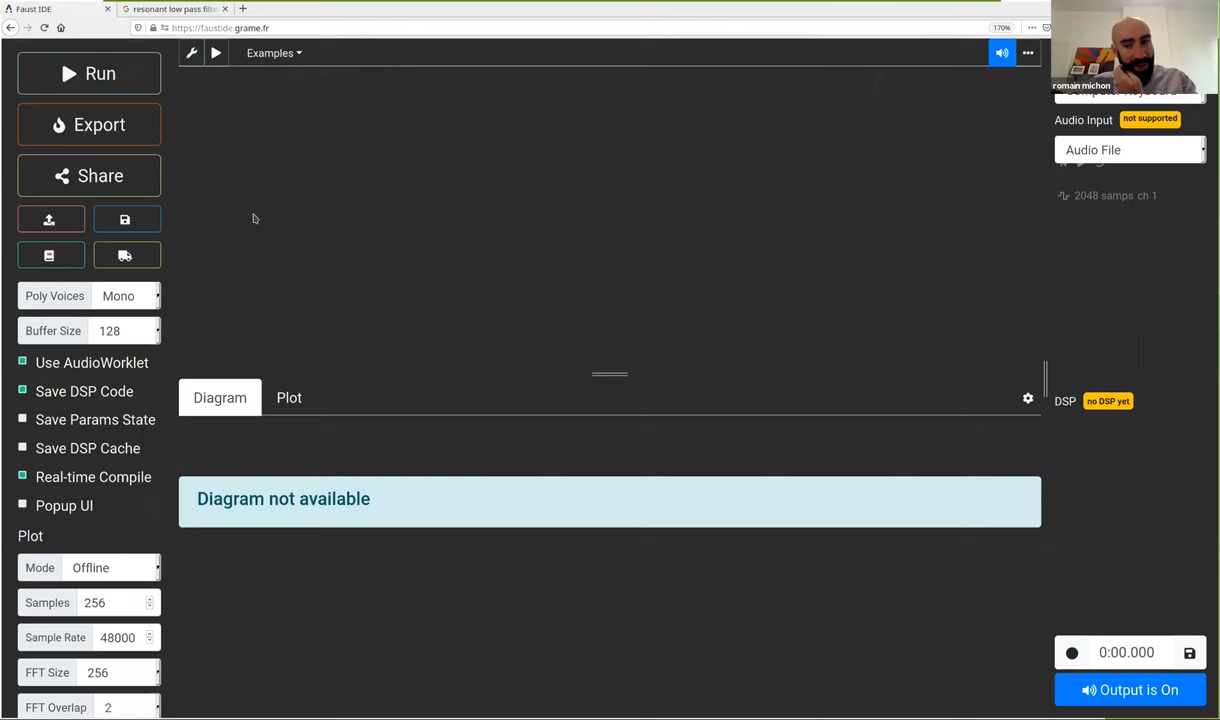 Faust IDE
resonant low pass filte
https://faustide.grame.fr
170%
Run
Examples
romain michon
Export
Audio Input
not supported
Share
Audio File
2048 samps ch 1
Poly Voices
Mono
Buffer Size
128
Use AudioWorklet
Save DSP Code
Diagram
Plot
DSP
no DSP yet
Save Params State
Save DSP Cache
Real-time Compile
Diagram not available
Popup UI
Plot
Mode
Offline
Samples
256
Sample Rate
48000
0:00.000
FFT Size
256
Output is On
FFT Overlap
2